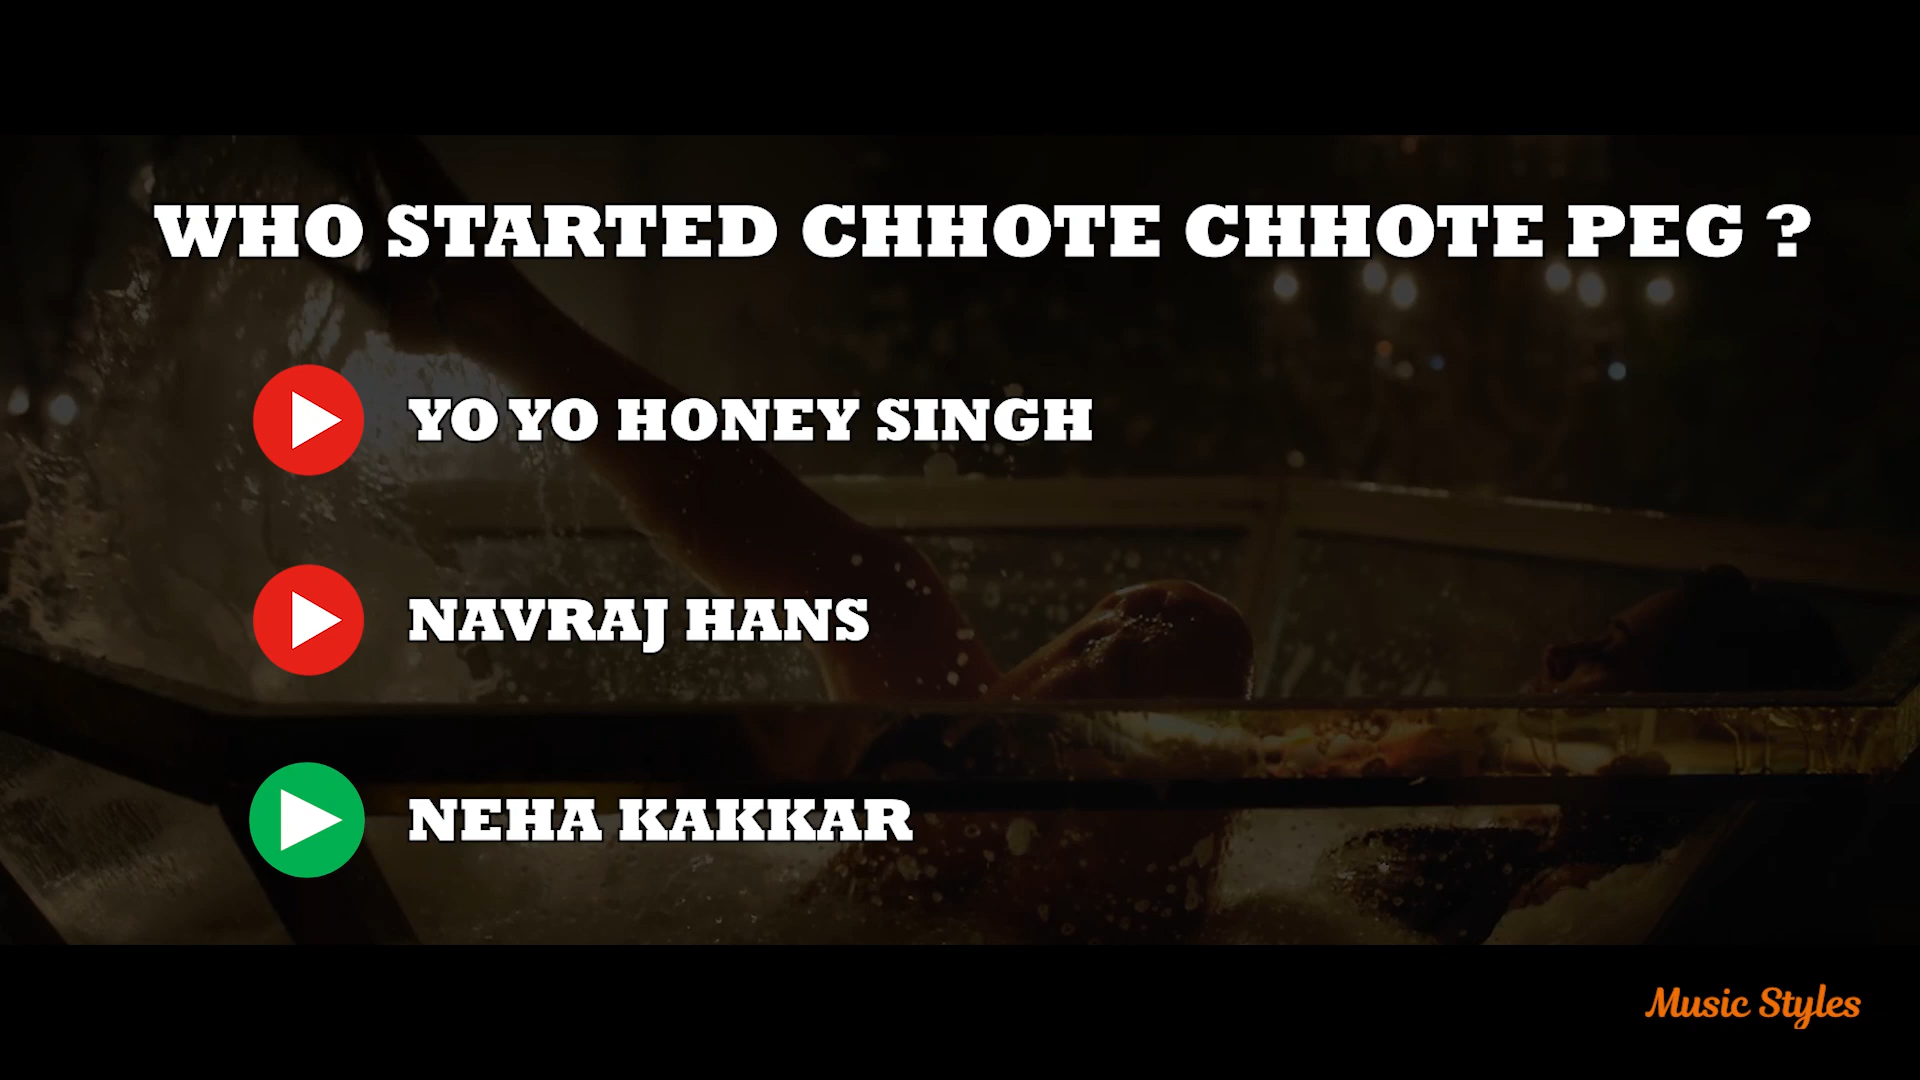 WHO STARTED CHHOTE CHHOTE PEG ?
YO YO HONEY SINGH
NAVRAJ HANS
NEHA KAKKAR
Music Styles